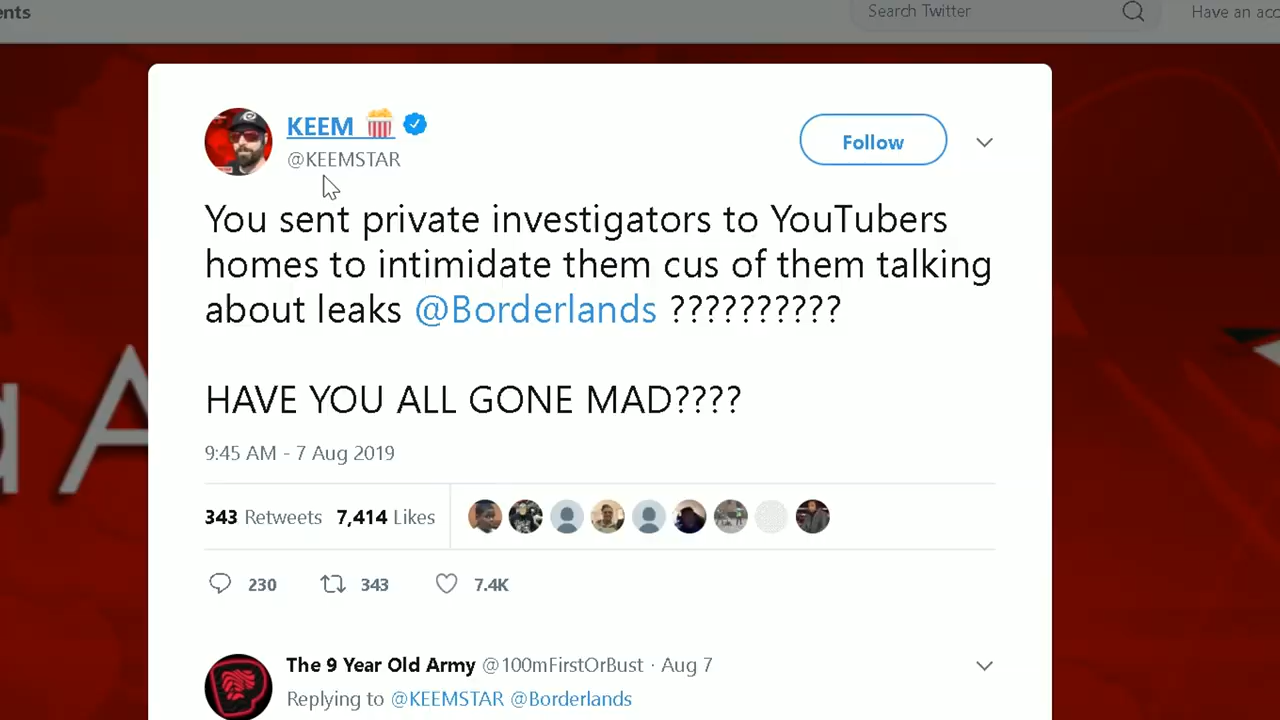 ents
Search Twitter
Have an acc
KEEM
@KEEMSTAR
Follow
You sent private investigators to YouTubers
homes to intimidate them cus of them talking
about leaks @Borderlands ??????????
HAVE YOU ALL GONE MAD????
9:45 AM - 7 Aug 2019
343 Retweets 7,414 Likes
230 343 7.4K
The 9 Year Old Army @100mFirstOrBust · Aug 7
Replying to @KEEMSTAR @Borderlands